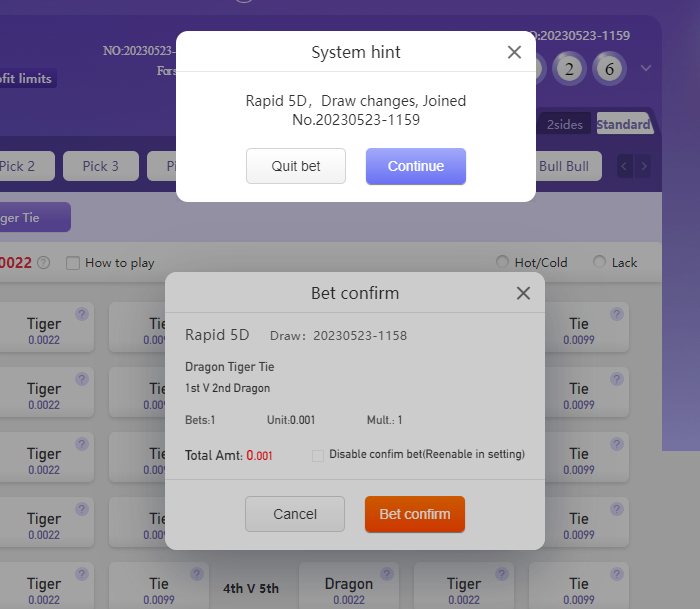 System hint
NO:20230523-
:20230523-1159
2 6
ofit limits
Rapid 5D，Draw changes, Joined
No.20230523-1159
2sides Standard
Quit bet Continue
Pick 2 Pick 3 Bull Bull
ger Tie
0.0022 ? How to play Hot/Cold Lack
Bet confirm
Rapid 5D Draw：20230523-1158
Dragon Tiger Tie
1st V 2nd Dragon
Bets:1 Unit:0.001 Mult.: 1
Total Amt: 0.001 Disable confim bet(Reenable in setting)
Cancel Bet confirm
Tiger ? Tie ?
0.0022 0.0099
Tiger ? Tie ?
0.0022 0.0099
Tiger ? Tie ?
0.0022 0.0099
Tiger ? Tie ?
0.0022 0.0099
Tiger ? Tie ? 4th V 5th Dragon ? Tiger ? Tie ?
0.0022 0.0099 0.0022 0.0022 0.0099